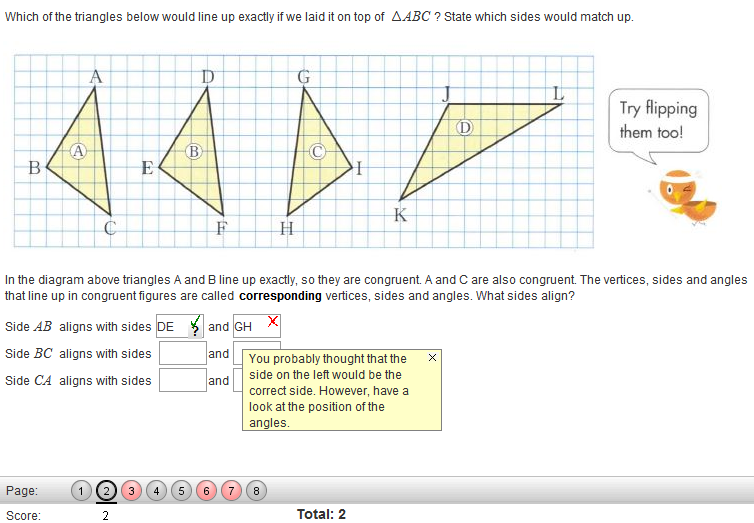 Which of the triangles below would line up exactly if we laid it on top of △ABC ? State which sides would match up.
A D G
J L
Ⓐ Ⓑ Ⓒ Ⓓ
B E I
K
C F H
Try flipping
them too!
In the diagram above triangles A and B line up exactly, so they are congruent. A and C are also congruent. The vertices, sides and angles
that line up in congruent figures are called corresponding vertices, sides and angles. What sides align?
Side AB aligns with sides DE ? and GH
Side BC aligns with sides and
Side CA aligns with sides and
You probably thought that the
side on the left would be the
correct side. However, have a
look at the position of the
angles.
Page: 1 2 3 4 5 6 7 8
Score: 2 Total: 2